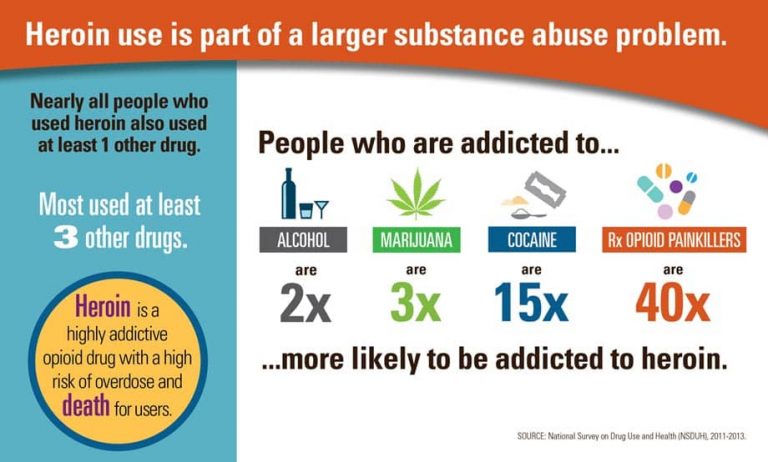 Heroin use is part of a larger substance abuse problem.
Nearly all people who
used heroin also used
at least 1 other drug.
Most used at least
3 other drugs.
Heroin is a
highly addictive
opioid drug with a high
risk of overdose and
death for users.
People who are addicted to...
ALCOHOL
are
2x
MARIJUANA
are
3x
COCAINE
are
15x
Rx OPIOID PAINKILLERS
are
40x
...more likely to be addicted to heroin.
SOURCE: National Survey on Drug Use and Health (NSDUH), 2011-2013.